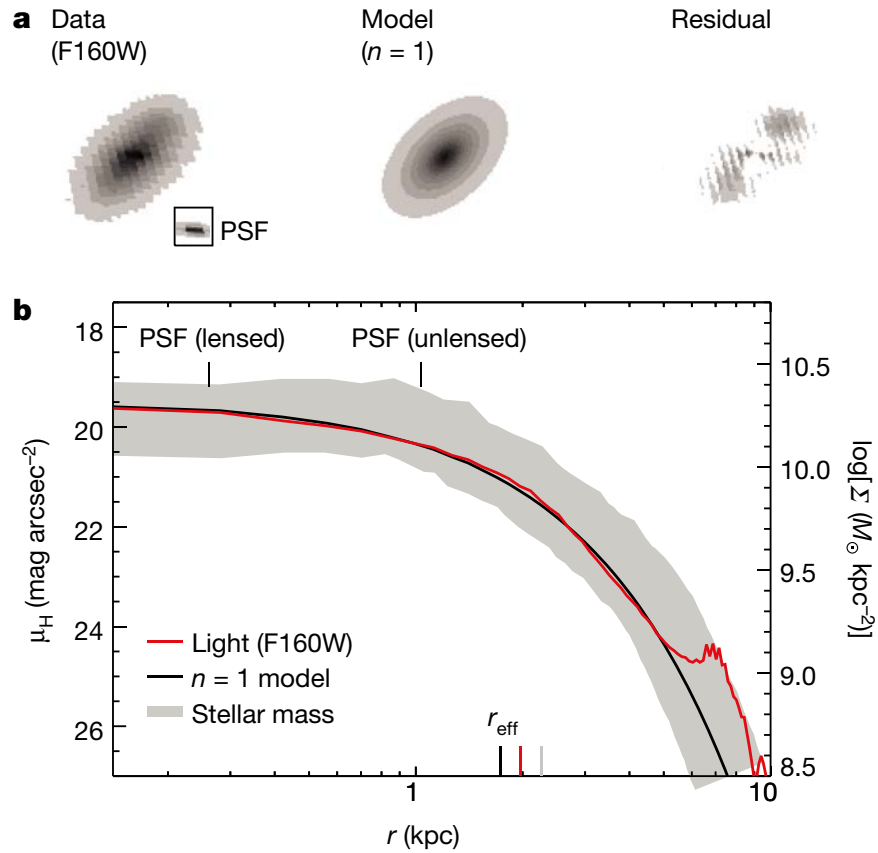 a Data Model Residual
(F160W) (n = 1)
PSF
b
PSF (lensed) PSF (unlensed)
18
20
22
24
26
μH (mag arcsec⁻²)
10.5
10.0
9.5
9.0
8.5
log[Σ (M⊙ kpc⁻²)]
Light (F160W)
n = 1 model
Stellar mass
reff
1 10
r (kpc)